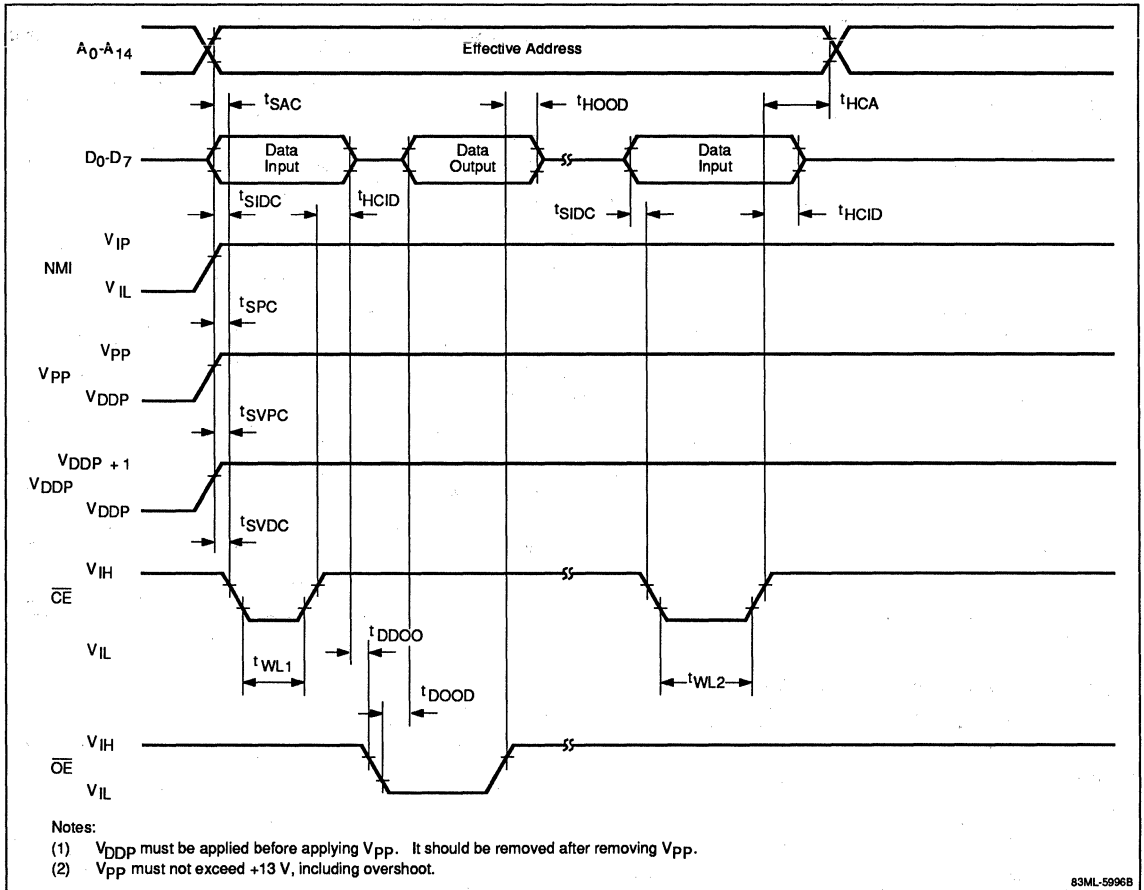 A0-A14
Effective Address
tSAC
tHOOD
tHCA
D0-D7
Data Input
Data Output
Data Input
tSIDC
tHCID
tSIDC
tHCID
VIP
NMI
VIL
tSPC
VPP
VPP
VDDP
tSVPC
VDDP + 1
VDDP
VDDP
tSVDC
VIH
CE
VIL
tDDOO
tWL1
tWL2
tDOOD
VIH
OE
VIL
Notes:
(1) VDDP must be applied before applying VPP. It should be removed after removing VPP.
(2) VPP must not exceed +13 V, including overshoot.
83ML-5996B